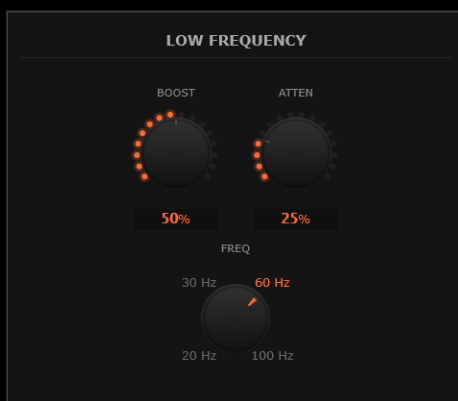 LOW FREQUENCY
BOOST ATTEN
50% 25%
FREQ
30 Hz 60 Hz
20 Hz 100 Hz